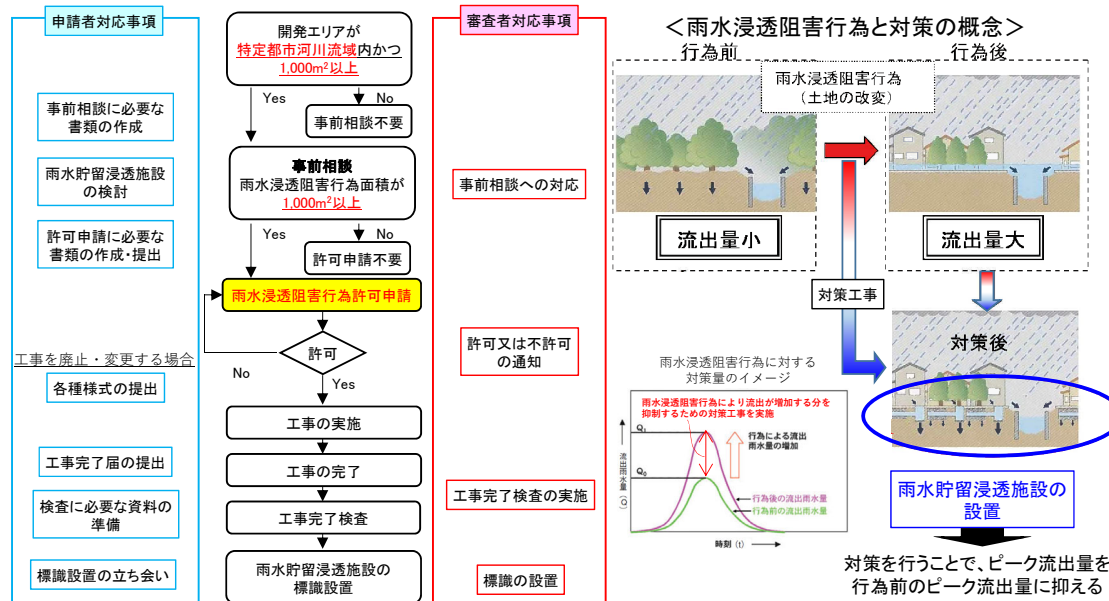 申請者対応事項
事前相談に必要な
書類の作成
雨水貯留浸透施設
の検討
許可申請に必要な
書類の作成・提出
工事を廃止・変更する場合
各種様式の提出
工事完了届の提出
検査に必要な資料の
準備
標識設置の立ち会い
開発エリアが
特定都市河川流域内かつ
1,000m²以上
Yes
No
事前相談不要
事前相談
雨水浸透阻害行為面積が
1,000m²以上
Yes
No
許可申請不要
雨水浸透阻害行為許可申請
許可
No
Yes
工事の実施
工事の完了
工事完了検査
雨水貯留浸透施設の
標識設置
審査者対応事項
事前相談への対応
許可又は不許可
の通知
工事完了検査の実施
標識の設置
＜雨水浸透阻害行為と対策の概念＞
行為前
行為後
雨水浸透阻害行為
（土地の改変）
流出量小
流出量大
対策工事
対策後
雨水浸透阻害行為に対する
対策量のイメージ
雨水浸透阻害行為により流出が増加する分を
抑制するための対策工事を実施
Q₁
行為による流出
雨水量の増加
Q₀
流出雨水量（Q）
行為後の流出雨水量
行為前の流出雨水量
時刻（t）
雨水貯留浸透施設の
設置
対策を行うことで、ピーク流出量を
行為前のピーク流出量に抑える